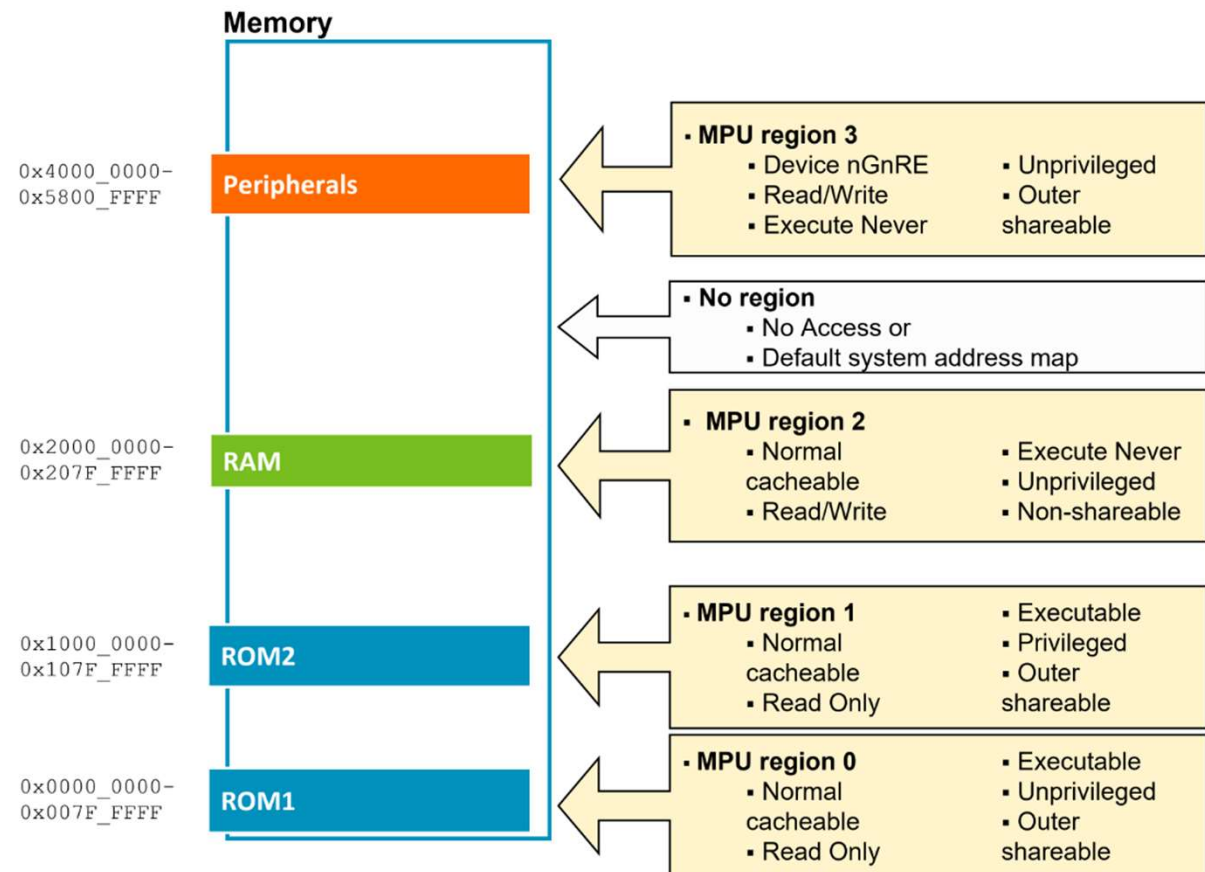 Memory
0x4000_0000-
0x5800_FFFF
Peripherals
▪ MPU region 3
▪ Device nGnRE
▪ Read/Write
▪ Execute Never
▪ Unprivileged
▪ Outer
shareable
▪ No region
▪ No Access or
▪ Default system address map
0x2000_0000-
0x207F_FFFF
RAM
▪ MPU region 2
▪ Normal
cacheable
▪ Read/Write
▪ Execute Never
▪ Unprivileged
▪ Non-shareable
0x1000_0000-
0x107F_FFFF
ROM2
▪ MPU region 1
▪ Normal
cacheable
▪ Read Only
▪ Executable
▪ Privileged
▪ Outer
shareable
0x0000_0000-
0x007F_FFFF
ROM1
▪ MPU region 0
▪ Normal
cacheable
▪ Read Only
▪ Executable
▪ Unprivileged
▪ Outer
shareable